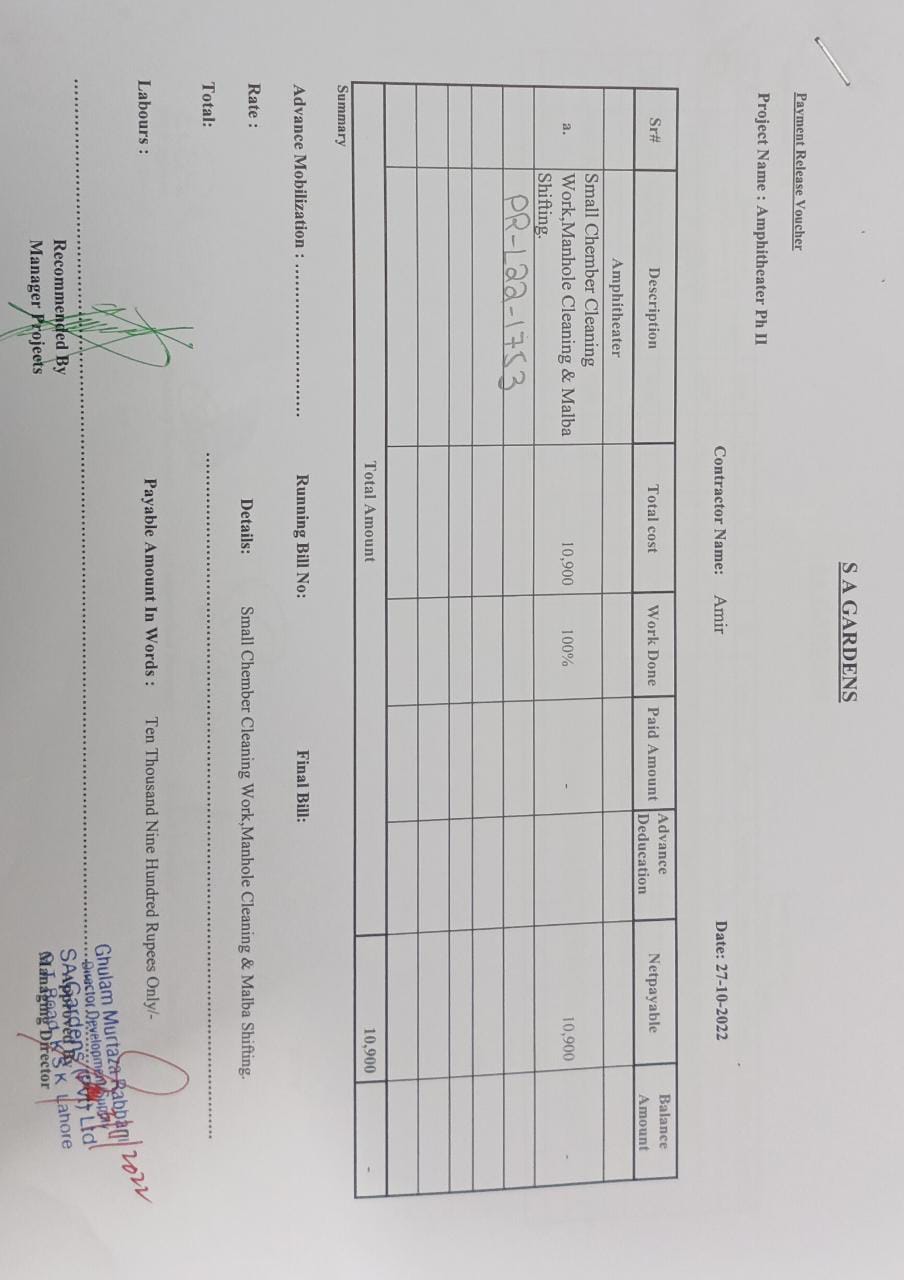 S A GARDENS
Payment Release Voucher
Project Name : Amphitheater Ph II
Contractor Name: Amir Date: 27-10-2022
Sr# Description Total cost Work Done Paid Amount Advance Deducation Netpayable Balance Amount
Amphitheater
a. Small Chember Cleaning Work,Manhole Cleaning & Malba Shifting. 10,900 100% - 10,900 -
PR-L22-1753
Total Amount 10,900 -
Summary
Advance Mobilization : ........................ Running Bill No: Final Bill:
Rate : Details: Small Chember Cleaning Work,Manhole Cleaning & Malba Shifting.
Total:
Labours : Payable Amount In Words : Ten Thousand Nine Hundred Rupees Only/-
Ghulam Murtaza Rabbani
Director Development
SA Gardens (Pvt) Ltd
G.T. Road K S K Lahore
2022
Recommended By Approved By
Manager Projects Managing Director